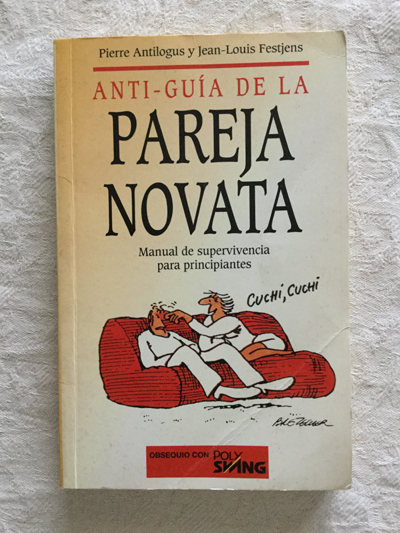 Pierre Antilogus y Jean-Louis Festjens
ANTI-GUÍA DE LA
PAREJA
NOVATA
Manual de supervivencia
para principiantes
CUCHI, CUCHI
OBSEQUIO CON POLY
SWING